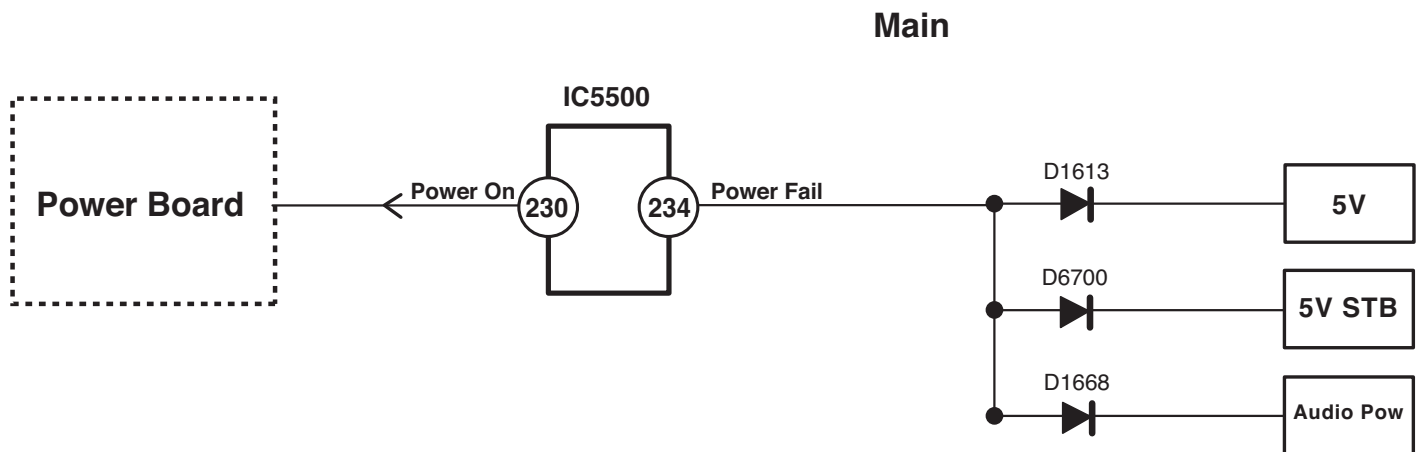 Main
IC5500
Power Board
Power On
230
234
Power Fail
D1613
5V
D6700
5V STB
D1668
Audio Pow